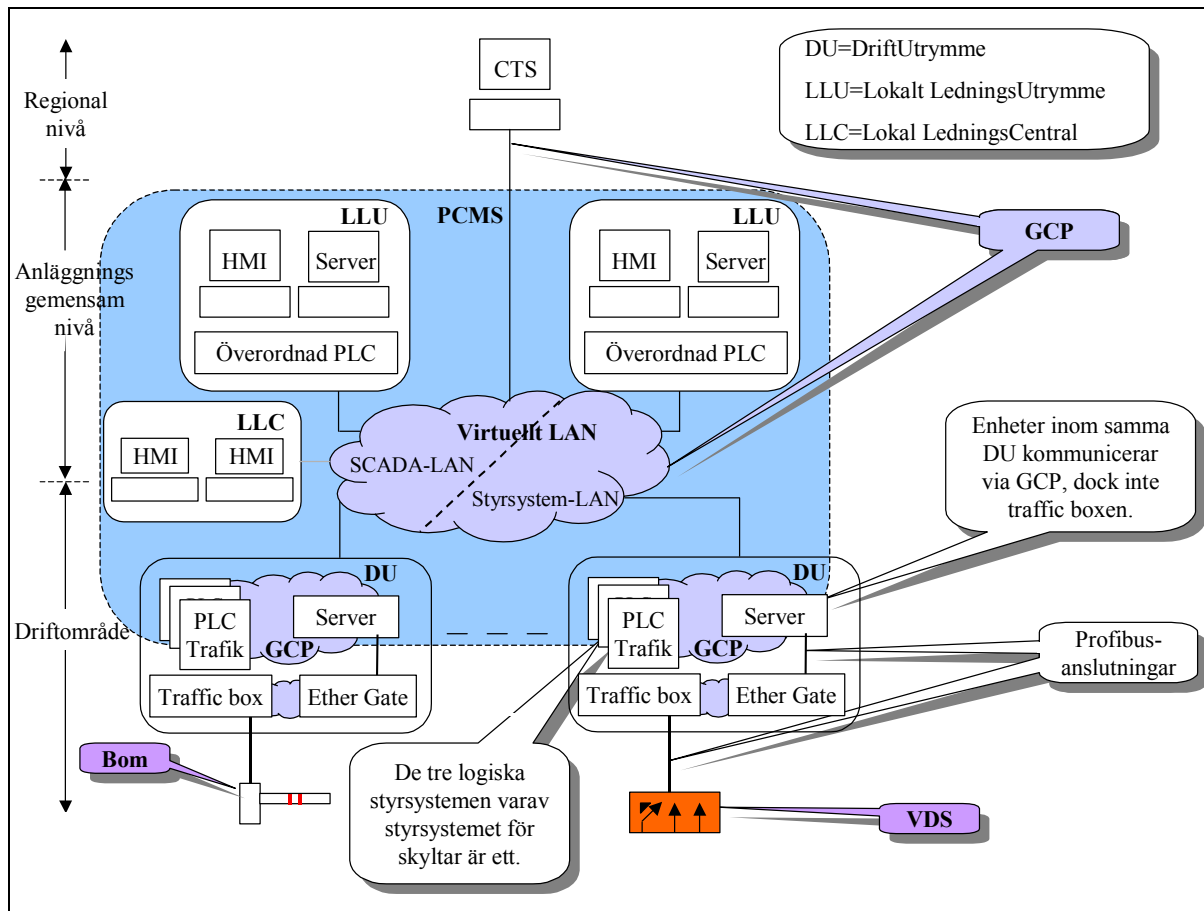 CTS
DU=DriftUtrymme
LLU=Lokalt LedningsUtrymme
LLC=Lokal LedningsCentral
Regional
nivå
LLU
PCMS
LLU
GCP
HMI
Server
HMI
Server
Anläggnings
gemensam
nivå
Överordnad PLC
Överordnad PLC
LLC
HMI
HMI
Virtuellt LAN
SCADA-LAN
Styrsystem-LAN
Enheter inom samma
DU kommunicerar
via GCP, dock inte
traffic boxen.
Driftområde
DU
PLC
Trafik
Server
GCP
Traffic box
Ether Gate
DU
PLC
Trafik
Server
GCP
Traffic box
Ether Gate
Profibus-
anslutningar
Bom
De tre logiska
styrsystemen varav
styrsystemet för
skyltar är ett.
VDS